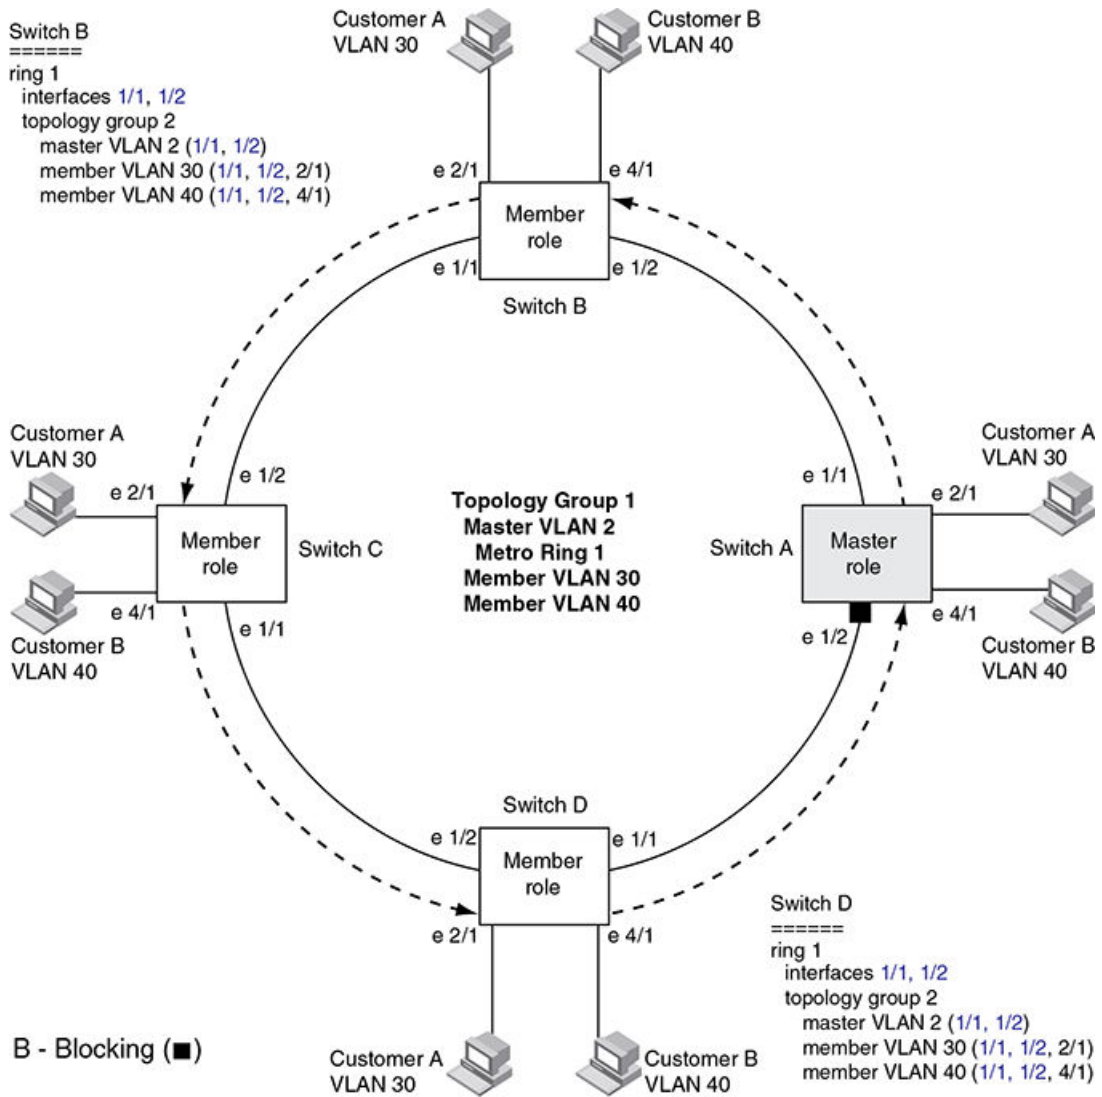 Switch B
======
ring 1
interfaces 1/1, 1/2
topology group 2
master VLAN 2 (1/1, 1/2)
member VLAN 30 (1/1, 1/2, 2/1)
member VLAN 40 (1/1, 1/2, 4/1)
Customer A
VLAN 30
Customer B
VLAN 40
e 2/1
e 4/1
Member
role
e 1/1
e 1/2
Switch B
Customer A
VLAN 30
e 2/1
e 1/2
Member
role
Switch C
e 4/1
e 1/1
Customer B
VLAN 40
Topology Group 1
Master VLAN 2
Metro Ring 1
Member VLAN 30
Member VLAN 40
Customer A
VLAN 30
e 1/1
e 2/1
Switch A
Master
role
e 1/2
e 4/1
Customer B
VLAN 40
Switch D
e 1/2
e 1/1
Member
role
e 2/1
e 4/1
Customer A
VLAN 30
Customer B
VLAN 40
Switch D
======
ring 1
interfaces 1/1, 1/2
topology group 2
master VLAN 2 (1/1, 1/2)
member VLAN 30 (1/1, 1/2, 2/1)
member VLAN 40 (1/1, 1/2, 4/1)
B - Blocking (■)